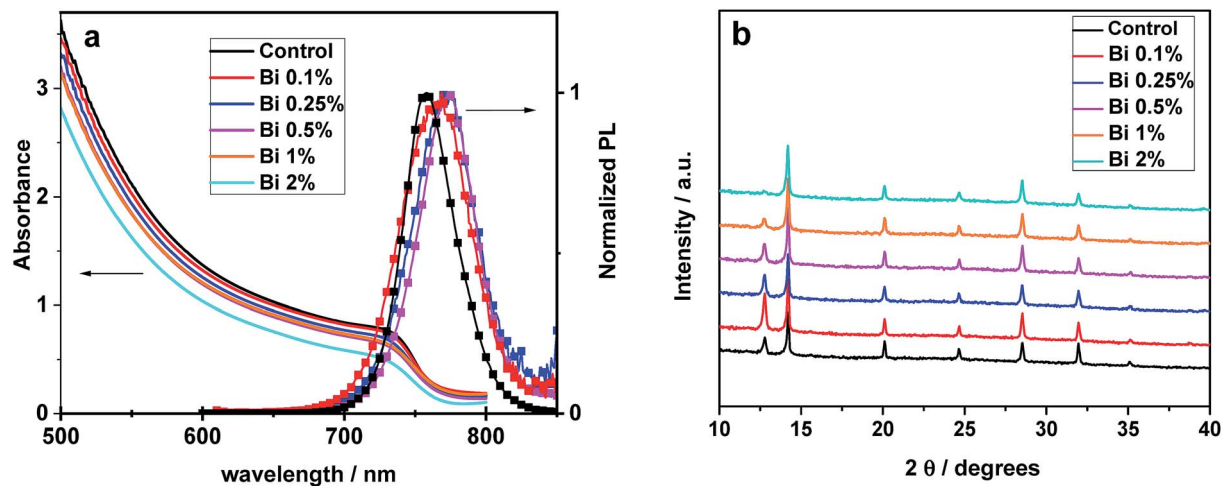 a
Control
Bi 0.1%
Bi 0.25%
Bi 0.5%
Bi 1%
Bi 2%
3
2
1
0
Absorbance
500
600
700
800
wavelength / nm
1
0
Normalized PL
b
Control
Bi 0.1%
Bi 0.25%
Bi 0.5%
Bi 1%
Bi 2%
Intensity / a.u.
10
15
20
25
30
35
40
2 θ / degrees